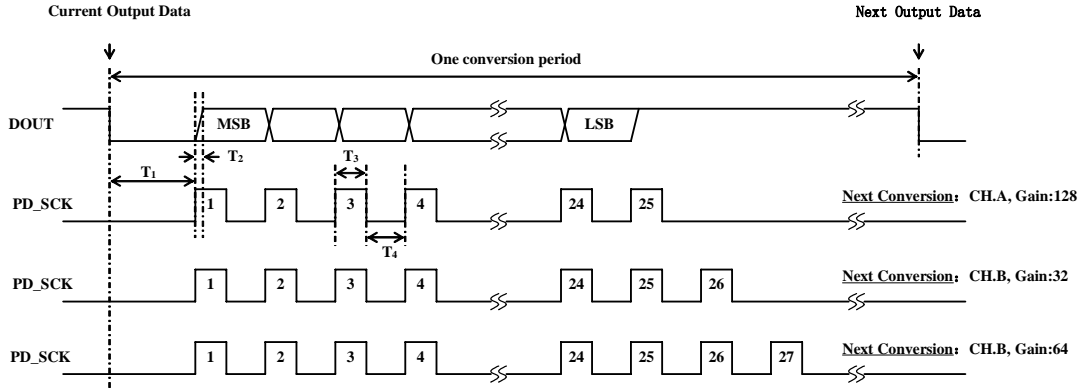 Current Output Data
Next Output Data
One conversion period
DOUT
MSB
LSB
T2
T1
T3
PD_SCK
1 2 3 4 24 25
Next Conversion： CH.A, Gain:128
T4
PD_SCK
1 2 3 4 24 25 26
Next Conversion： CH.B, Gain:32
PD_SCK
1 2 3 4 24 25 26 27
Next Conversion： CH.B, Gain:64